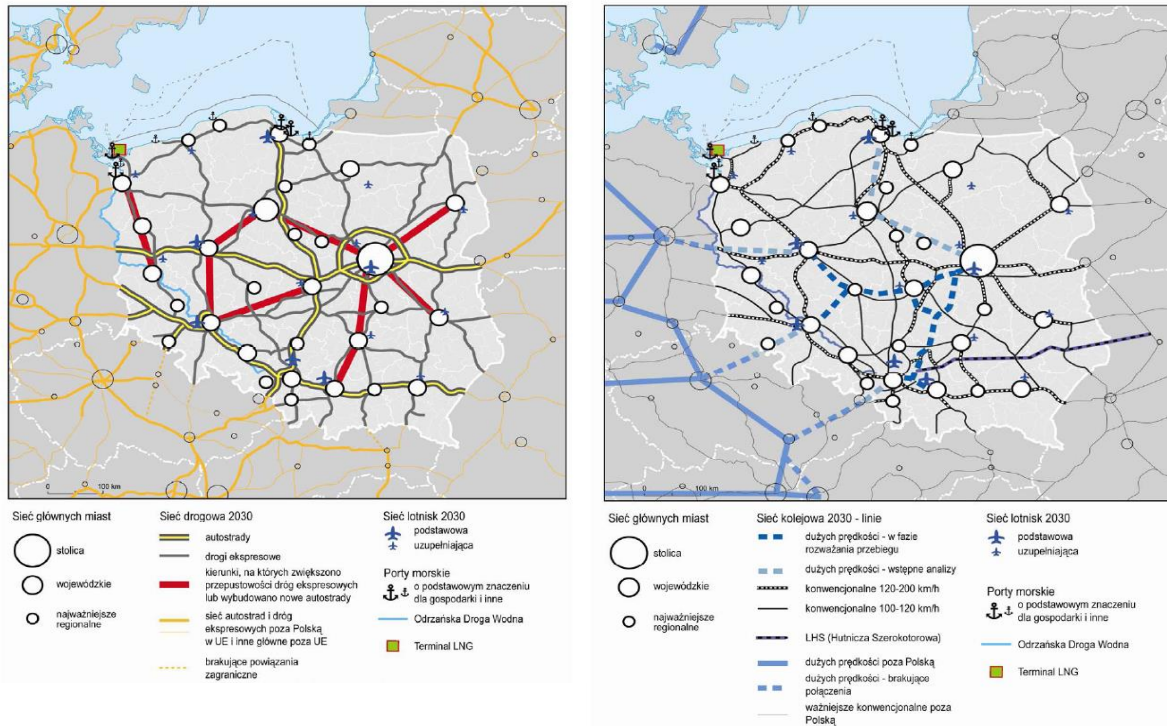 0 100 km
Sieć głównych miast
stolica
wojewódzkie
najważniejsze
regionalne
Sieć drogowa 2030
autostrady
drogi ekspresowe
kierunki, na których zwiększono
przepustowości dróg ekspresowych
lub wybudowano nowe autostrady
sieć autostrad i dróg
ekspresowych poza Polską
w UE i inne główne poza UE
brakujące powiązania
zagraniczne
Sieć lotnisk 2030
podstawowa
uzupełniająca
Porty morskie
o podstawowym znaczeniu
dla gospodarki i inne
Odrzańska Droga Wodna
Terminal LNG
0 100 km
Sieć głównych miast
stolica
wojewódzkie
najważniejsze
regionalne
Sieć kolejowa 2030 - linie
dużych prędkości - w fazie
rozważania przebiegu
dużych prędkości - wstępne analizy
konwencjonalne 120-200 km/h
konwencjonalne 100-120 km/h
LHS (Hutnicza Szerokotorowa)
dużych prędkości poza Polską
dużych prędkości - brakujące
połączenia
ważniejsze konwencjonalne poza
Polską
Sieć lotnisk 2030
podstawowa
uzupełniająca
Porty morskie
o podstawowym znaczeniu
dla gospodarki i inne
Odrzańska Droga Wodna
Terminal LNG